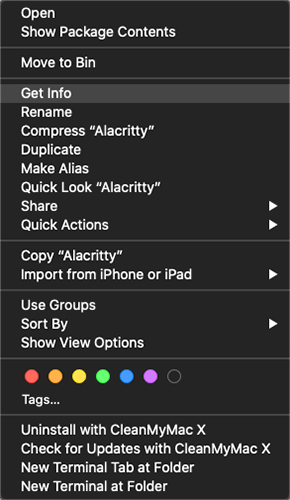 Open
Show Package Contents
Move to Bin
Get Info
Rename
Compress “Alacritty”
Duplicate
Make Alias
Quick Look “Alacritty”
Share
Quick Actions
Copy “Alacritty”
Import from iPhone or iPad
Use Groups
Sort By
Show View Options
Tags...
Uninstall with CleanMyMac X
Check for Updates with CleanMyMac X
New Terminal Tab at Folder
New Terminal at Folder